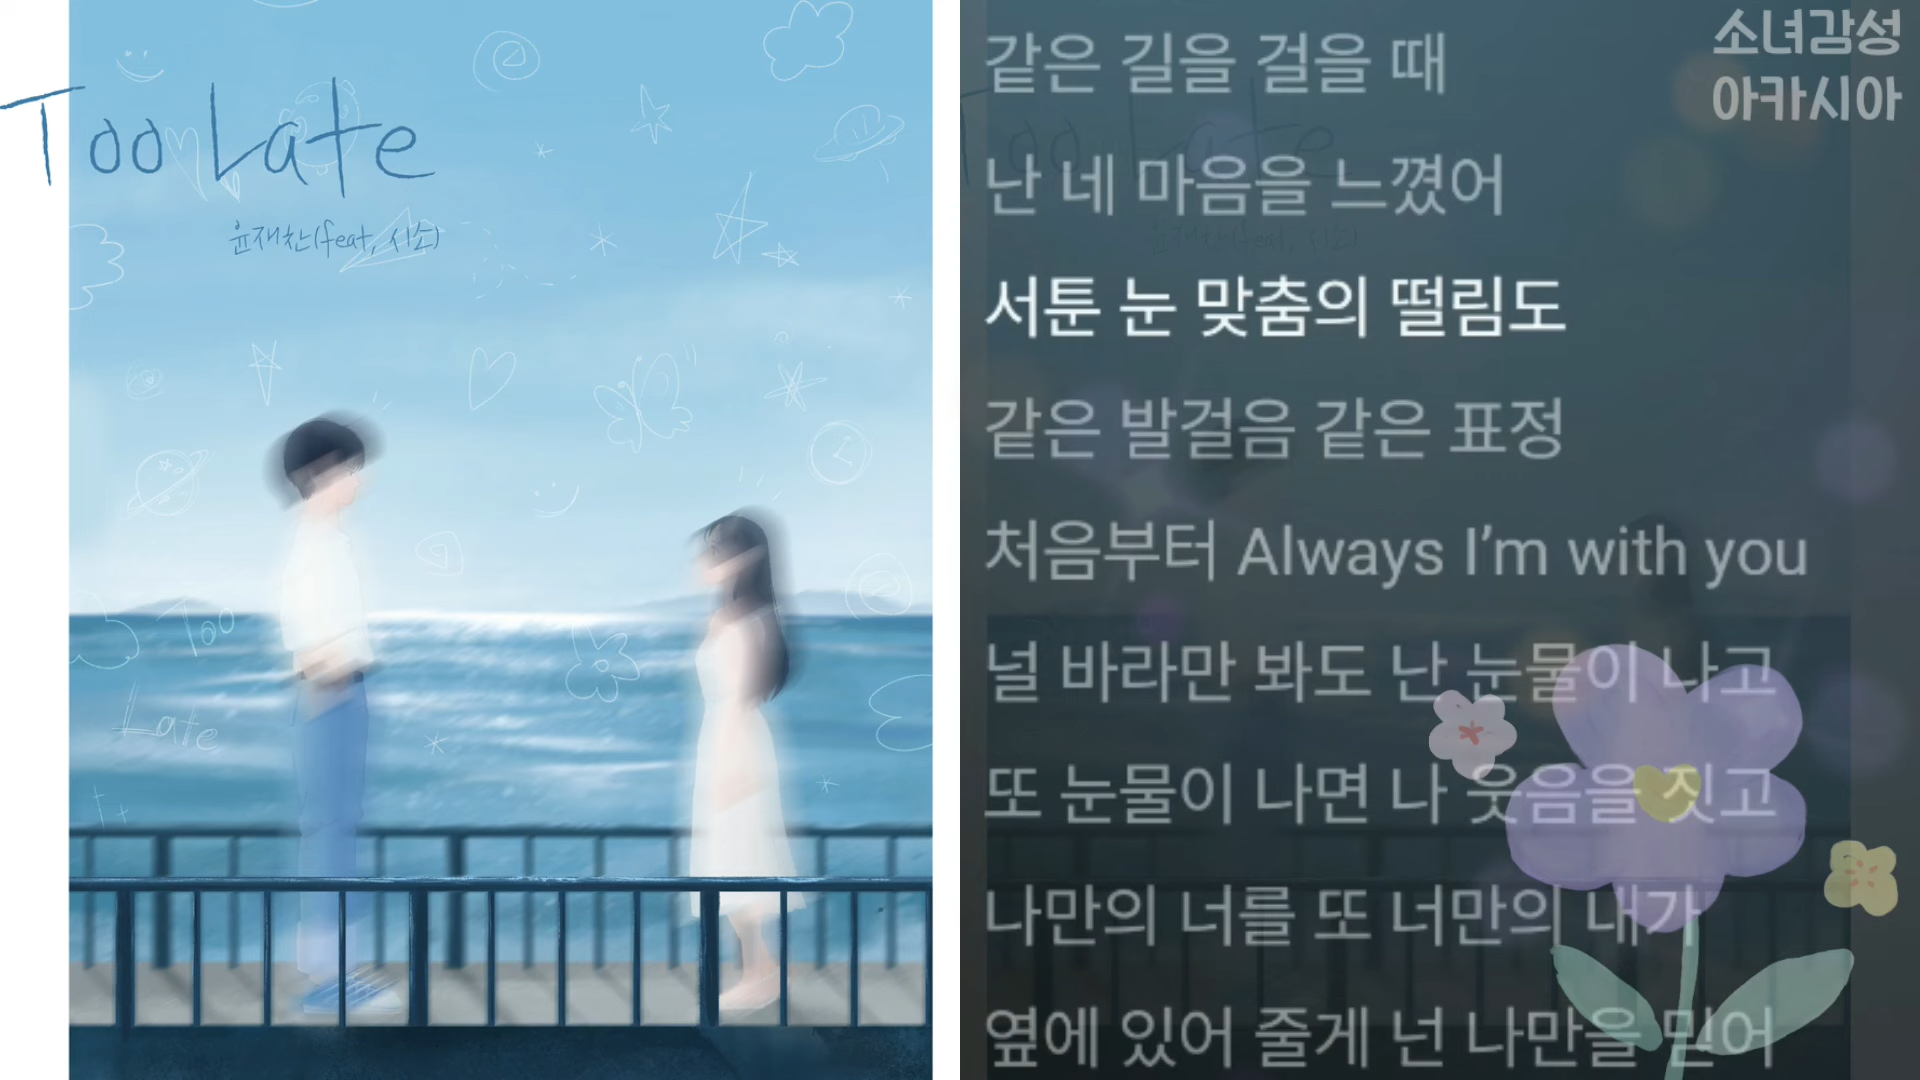 Too Late
윤재찬(feat, 시소)
Too
Late
소녀감성
아카시아
같은 길을 걸을 때
난 네 마음을 느꼈어
서툰 눈 맞춤의 떨림도
같은 발걸음 같은 표정
처음부터 Always I’m with you
널 바라만 봐도 난 눈물이 나고
또 눈물이 나면 나 웃음을 짓고
나만의 너를 또 너만의 내가
옆에 있어 줄게 넌 나만을 믿어